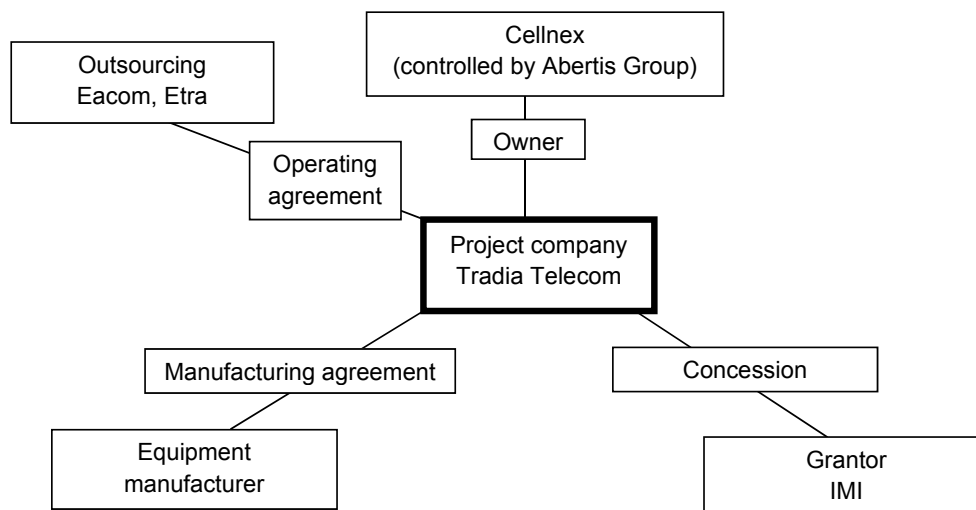 Cellnex
(controlled by Abertis Group)
Outsourcing
Eacom, Etra
Owner
Operating
agreement
Project company
Tradia Telecom
Manufacturing agreement
Concession
Equipment
manufacturer
Grantor
IMI